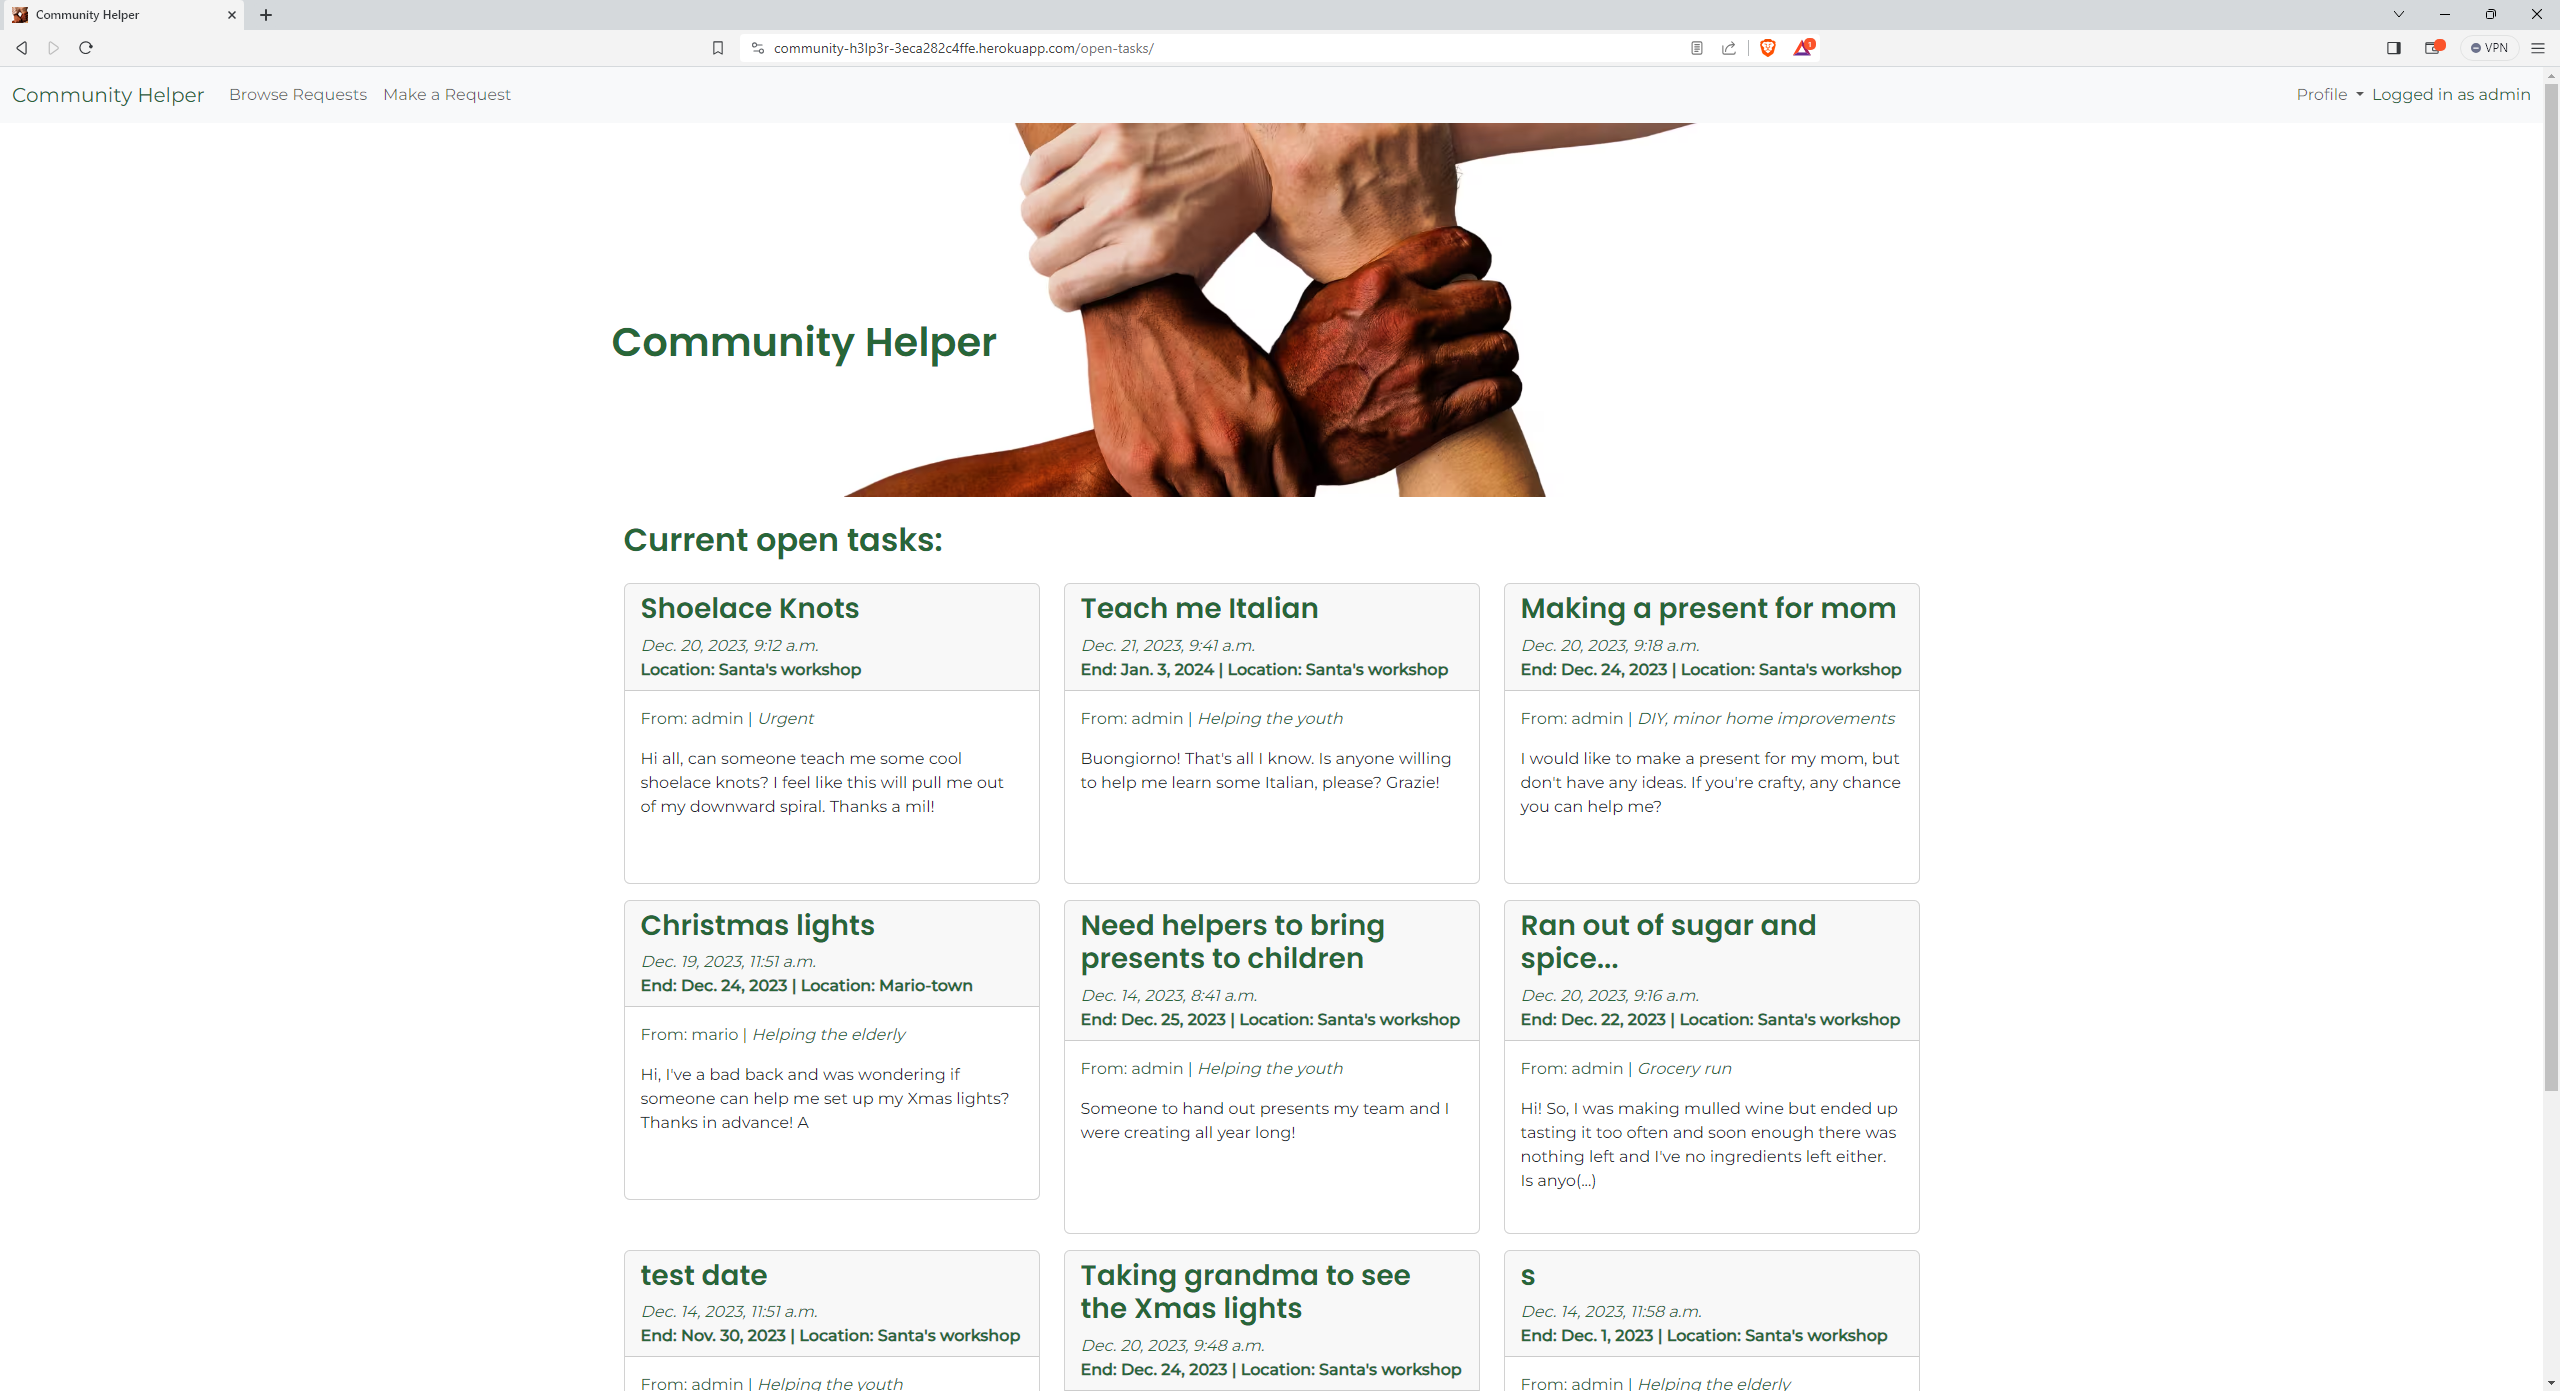 Community Helper
community-h3lp3r-3eca282c4ffe.herokuapp.com/open-tasks/
1
VPN
Community Helper
Browse Requests
Make a Request
Profile
Logged in as admin
Community Helper
Current open tasks:
Shoelace Knots
Dec. 20, 2023, 9:12 a.m.
Location: Santa's workshop
From: admin | Urgent
Hi all, can someone teach me some cool
shoelace knots? I feel like this will pull me out
of my downward spiral. Thanks a mil!
Teach me Italian
Dec. 21, 2023, 9:41 a.m.
End: Jan. 3, 2024 | Location: Santa's workshop
From: admin | Helping the youth
Buongiorno! That's all I know. Is anyone willing
to help me learn some Italian, please? Grazie!
Making a present for mom
Dec. 20, 2023, 9:18 a.m.
End: Dec. 24, 2023 | Location: Santa's workshop
From: admin | DIY, minor home improvements
I would like to make a present for my mom, but
don't have any ideas. If you're crafty, any chance
you can help me?
Christmas lights
Dec. 19, 2023, 11:51 a.m.
End: Dec. 24, 2023 | Location: Mario-town
From: mario | Helping the elderly
Hi, I've a bad back and was wondering if
someone can help me set up my Xmas lights?
Thanks in advance! A
Need helpers to bring
presents to children
Dec. 14, 2023, 8:41 a.m.
End: Dec. 25, 2023 | Location: Santa's workshop
From: admin | Helping the youth
Someone to hand out presents my team and I
were creating all year long!
Ran out of sugar and
spice...
Dec. 20, 2023, 9:16 a.m.
End: Dec. 22, 2023 | Location: Santa's workshop
From: admin | Grocery run
Hi! So, I was making mulled wine but ended up
tasting it too often and soon enough there was
nothing left and I've no ingredients left either.
Is anyo(...)
test date
Dec. 14, 2023, 11:51 a.m.
End: Nov. 30, 2023 | Location: Santa's workshop
From: admin | Helping the youth
Taking grandma to see
the Xmas lights
Dec. 20, 2023, 9:48 a.m.
End: Dec. 24, 2023 | Location: Santa's workshop
s
Dec. 14, 2023, 11:58 a.m.
End: Dec. 1, 2023 | Location: Santa's workshop
From: admin | Helping the elderly